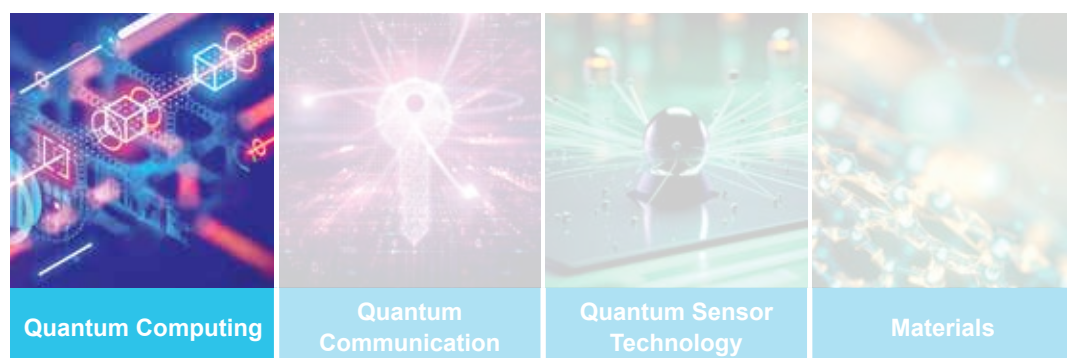 Quantum Computing
Quantum
Communication
Quantum Sensor
Technology
Materials